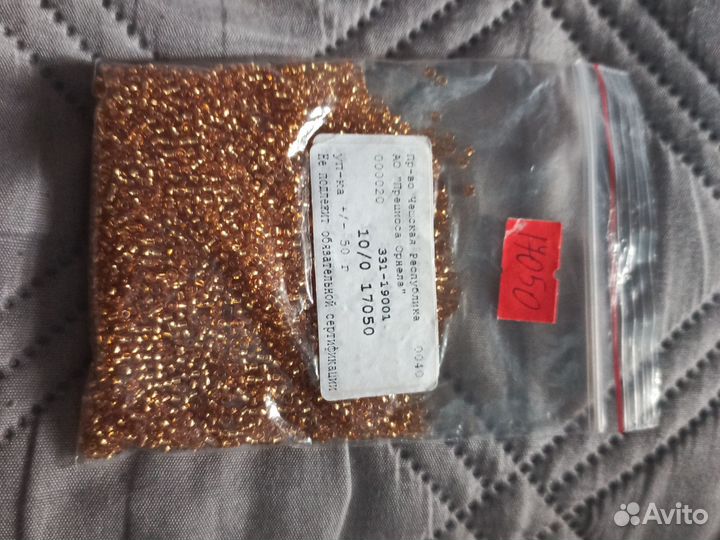 Пр-во Чешская Республика 0040
АО "Прециоса Орнела"
000020
331-19001
10/0 17050
уп-ка +/- 50 г
Не подлежит обязательной сертификации
17050
Avito